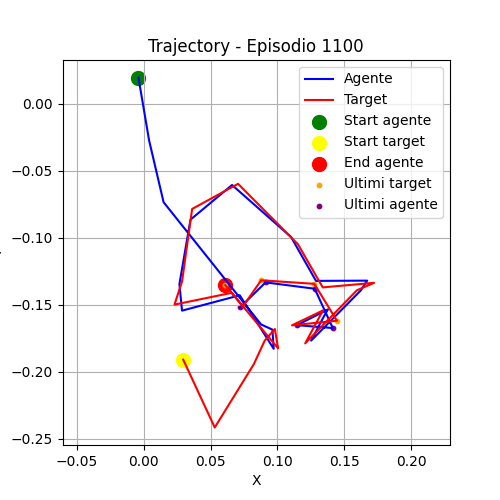 Trajectory - Episodio 1100
Agente
Target
Start agente
Start target
End agente
Ultimi target
Ultimi agente
0.00
−0.05
−0.10
−0.15
−0.20
−0.25
−0.05
0.00
0.05
0.10
0.15
0.20
X